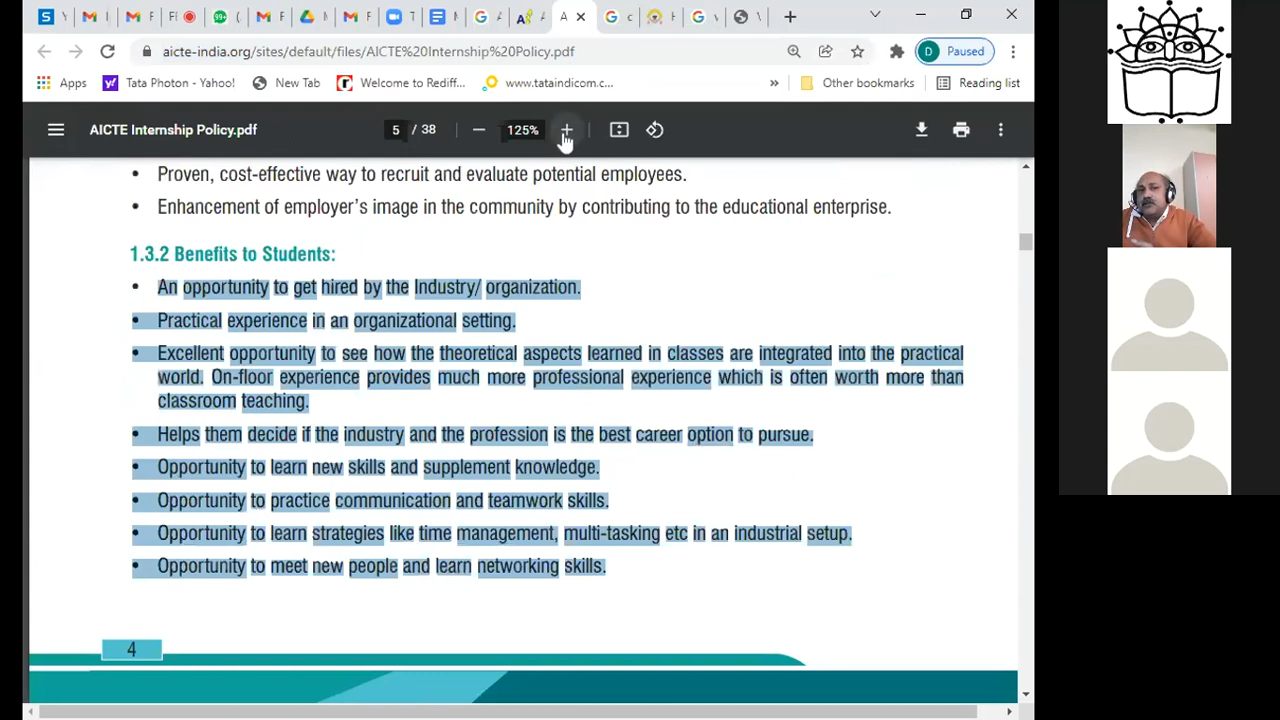 S
Y
99+
aicte-india.org/sites/default/files/AICTE%20Internship%20Policy.pdf
D Paused
Apps
Tata Photon - Yahoo!
New Tab
Welcome to Rediff...
www.tataindicom.c...
»
Other bookmarks
Reading list
AICTE Internship Policy.pdf
5 / 38
125%
• Proven, cost-effective way to recruit and evaluate potential employees.
• Enhancement of employer’s image in the community by contributing to the educational enterprise.
1.3.2 Benefits to Students:
• An opportunity to get hired by the Industry/ organization.
• Practical experience in an organizational setting.
• Excellent opportunity to see how the theoretical aspects learned in classes are integrated into the practical
world. On-floor experience provides much more professional experience which is often worth more than
classroom teaching.
• Helps them decide if the industry and the profession is the best career option to pursue.
• Opportunity to learn new skills and supplement knowledge.
• Opportunity to practice communication and teamwork skills.
• Opportunity to learn strategies like time management, multi-tasking etc in an industrial setup.
• Opportunity to meet new people and learn networking skills.
4